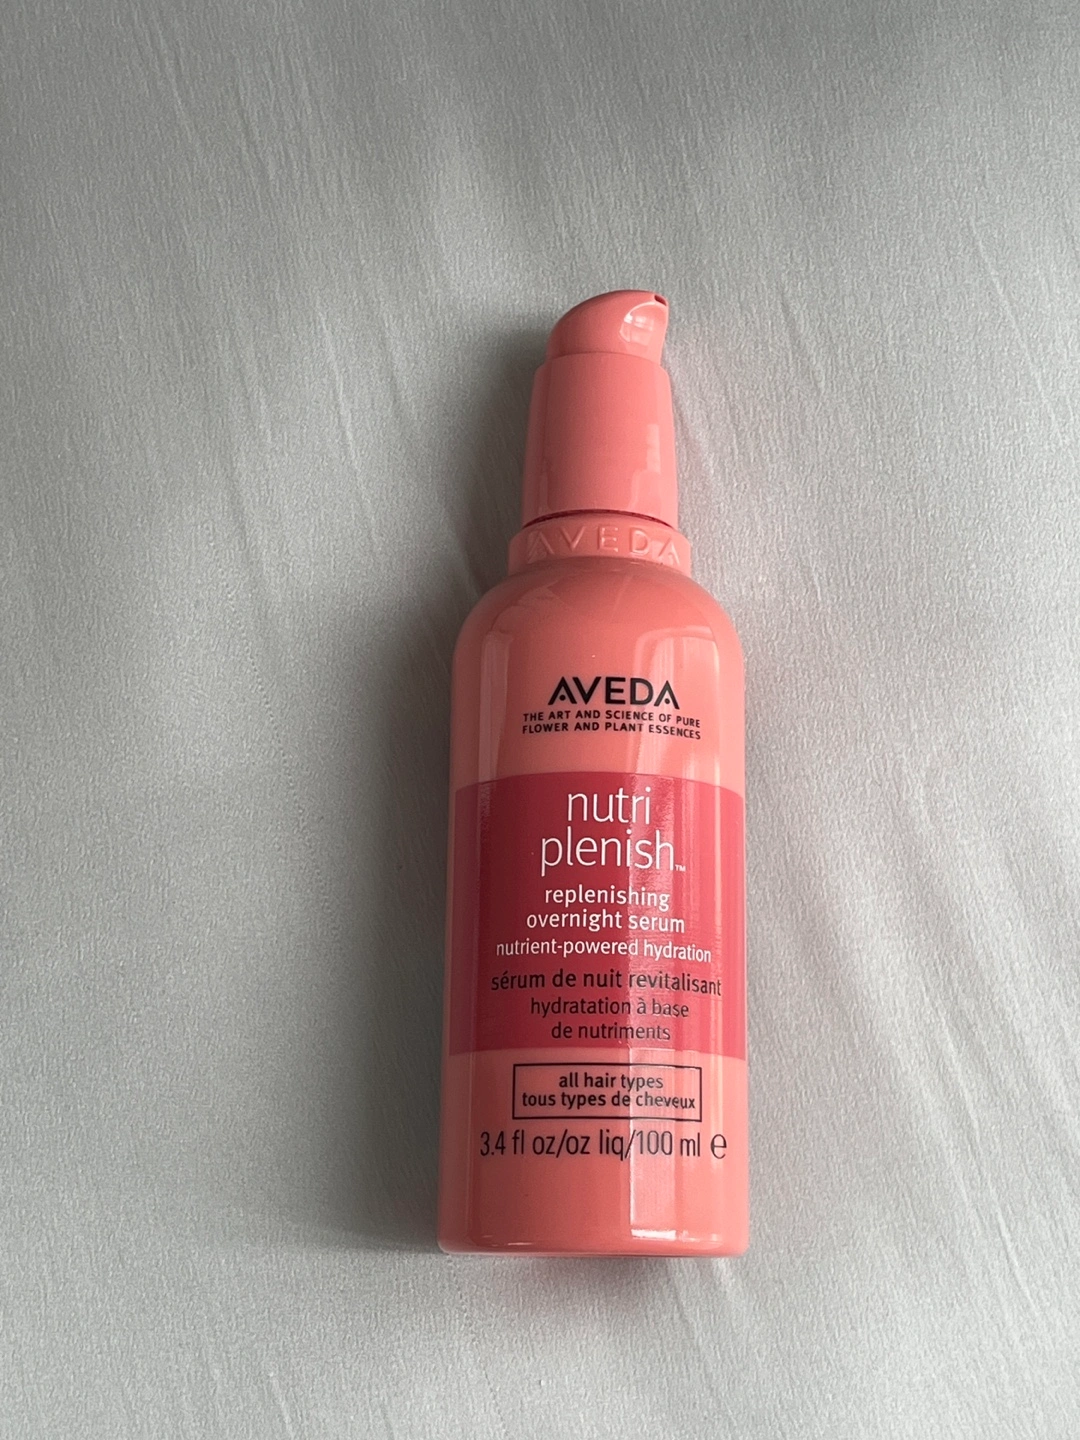 AVEDA
AVEDA
THE ART AND SCIENCE OF PURE
FLOWER AND PLANT ESSENCES
nutri
plenish™
replenishing
overnight serum
nutrient-powered hydration
sérum de nuit revitalisant
hydratation à base
de nutriments
all hair types
tous types de cheveux
3.4 fl oz/oz liq/100 ml ℮